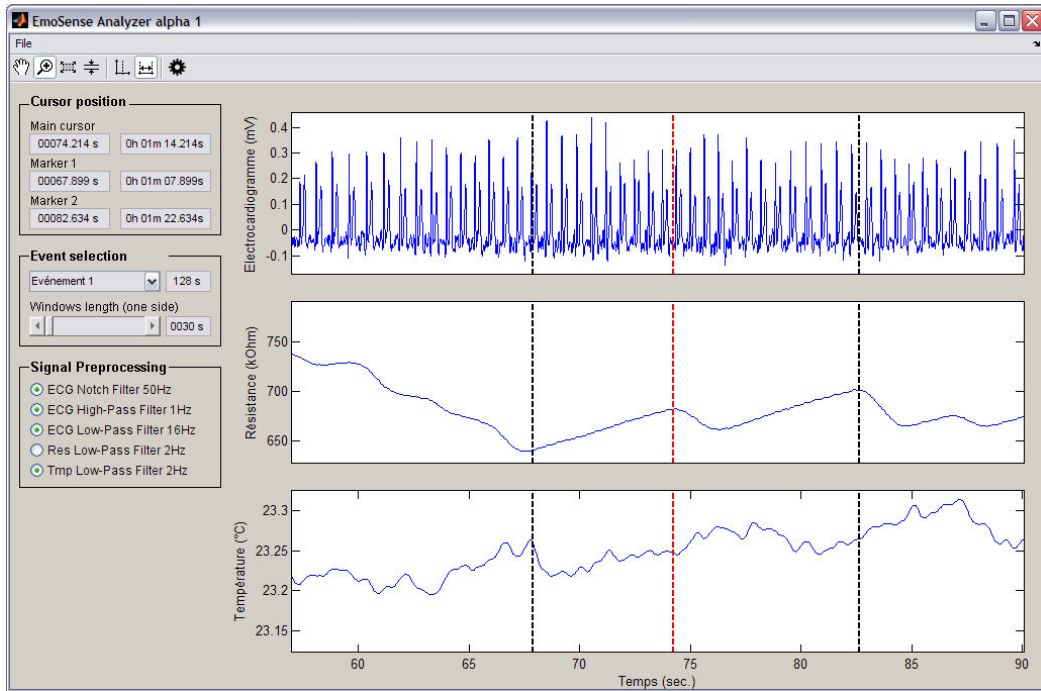 EmoSense Analyzer alpha 1
File
Cursor position
Main cursor
00074.214 s 0h 01m 14.214s
Marker 1
00067.899 s 0h 01m 07.899s
Marker 2
00082.634 s 0h 01m 22.634s
Event selection
Evénement 1 128 s
Windows length (one side)
0030 s
Signal Preprocessing
ECG Notch Filter 50Hz
ECG High-Pass Filter 1Hz
ECG Low-Pass Filter 16Hz
Res Low-Pass Filter 2Hz
Tmp Low-Pass Filter 2Hz
Electrocardiogramme (mV)
0.4
0.3
0.2
0.1
0
-0.1
Résistance (kOhm)
750
700
650
Température (°C)
23.3
23.25
23.2
23.15
60 65 70 75 80 85 90
Temps (sec.)